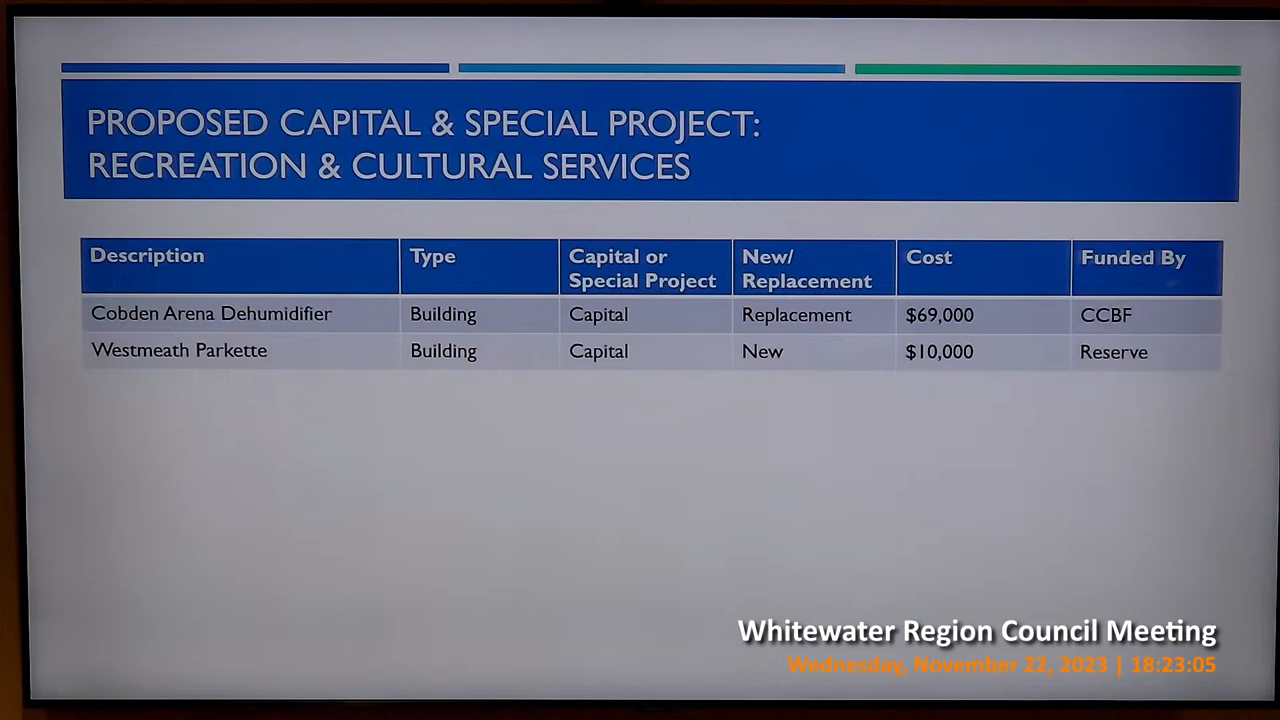 PROPOSED CAPITAL & SPECIAL PROJECT:
RECREATION & CULTURAL SERVICES
Description Type Capital or Special Project New/ Replacement Cost Funded By
Cobden Arena Dehumidifier Building Capital Replacement $69,000 CCBF
Westmeath Parkette Building Capital New $10,000 Reserve
Whitewater Region Council Meeting
Wednesday, November 22, 2023 | 18:23:05